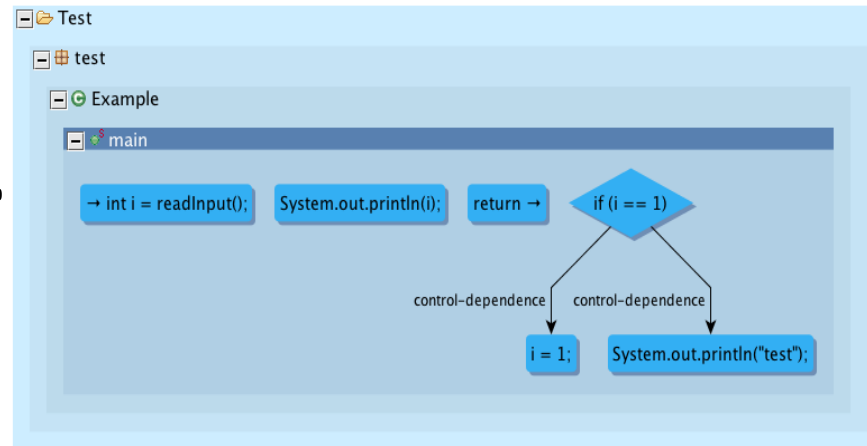 Test
test
Example
main
→ int i = readInput();
System.out.println(i);
return →
if (i == 1)
control-dependence
control-dependence
i = 1;
System.out.println("test");